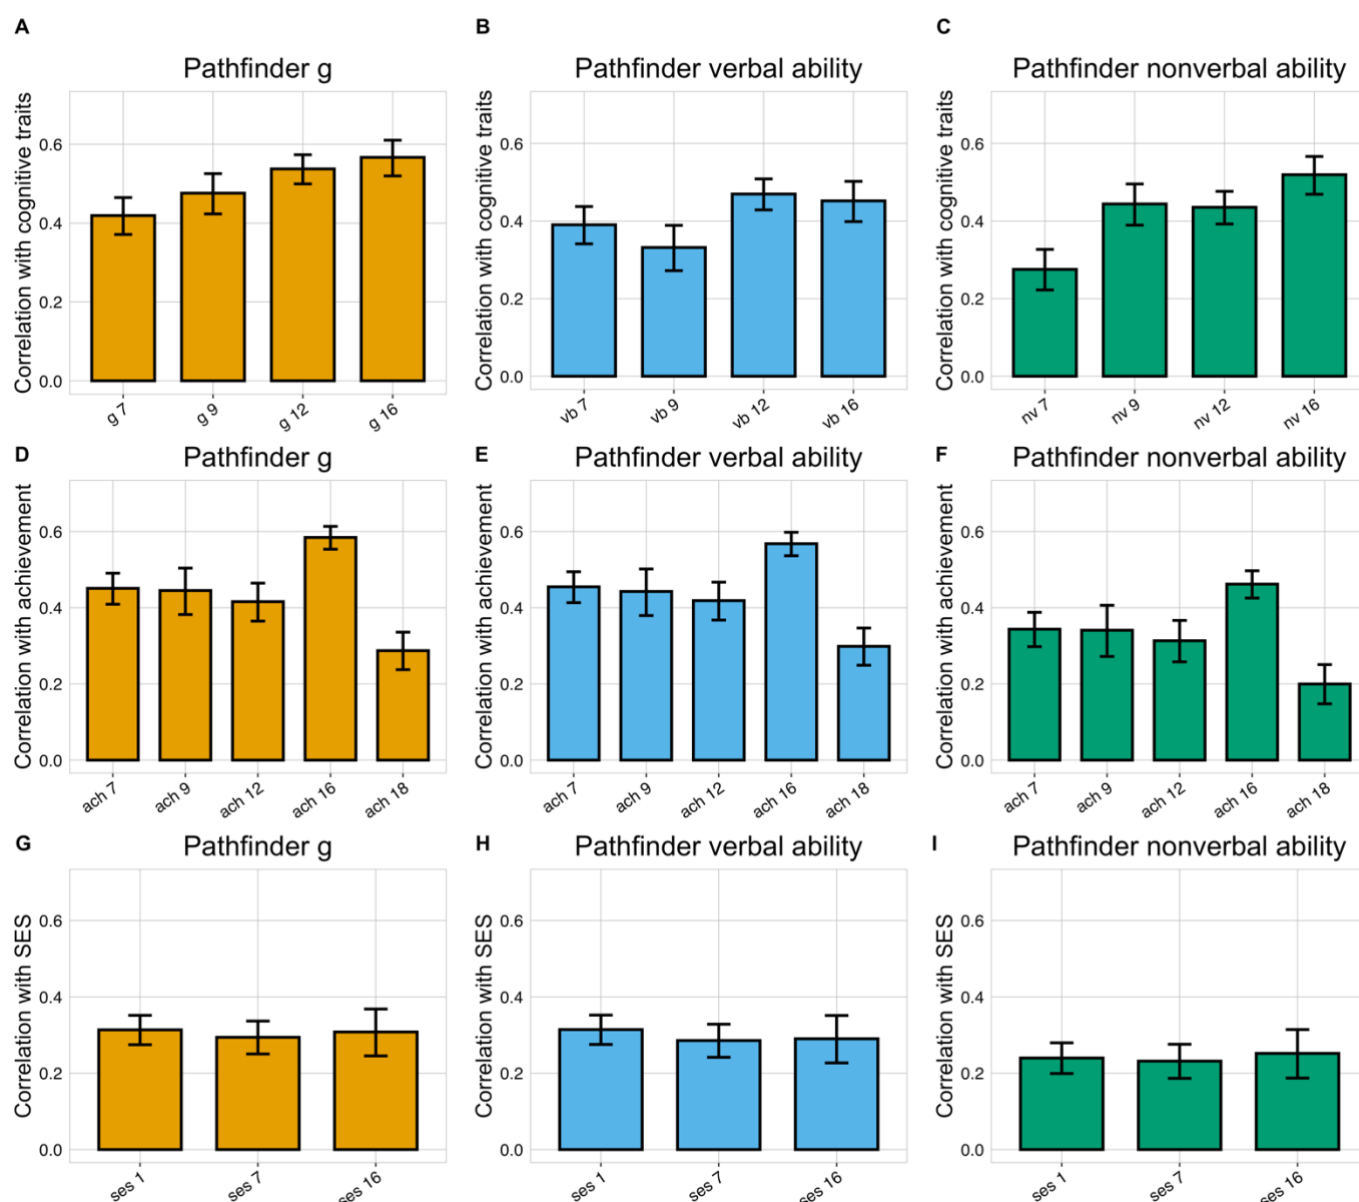 A
Pathfinder g
Correlation with cognitive traits
0.6
0.4
0.2
0.0
g 7
g 9
g 12
g 16
B
Pathfinder verbal ability
Correlation with cognitive traits
0.6
0.4
0.2
0.0
vb 7
vb 9
vb 12
vb 16
C
Pathfinder nonverbal ability
Correlation with cognitive traits
0.6
0.4
0.2
0.0
nv 7
nv 9
nv 12
nv 16
D
Pathfinder g
Correlation with achievement
0.6
0.4
0.2
0.0
ach 7
ach 9
ach 12
ach 16
ach 18
E
Pathfinder verbal ability
Correlation with achievement
0.6
0.4
0.2
0.0
ach 7
ach 9
ach 12
ach 16
ach 18
F
Pathfinder nonverbal ability
Correlation with achievement
0.6
0.4
0.2
0.0
ach 7
ach 9
ach 12
ach 16
ach 18
G
Pathfinder g
Correlation with SES
0.6
0.4
0.2
0.0
ses 1
ses 7
ses 16
H
Pathfinder verbal ability
Correlation with SES
0.6
0.4
0.2
0.0
ses 1
ses 7
ses 16
I
Pathfinder nonverbal ability
Correlation with SES
0.6
0.4
0.2
0.0
ses 1
ses 7
ses 16